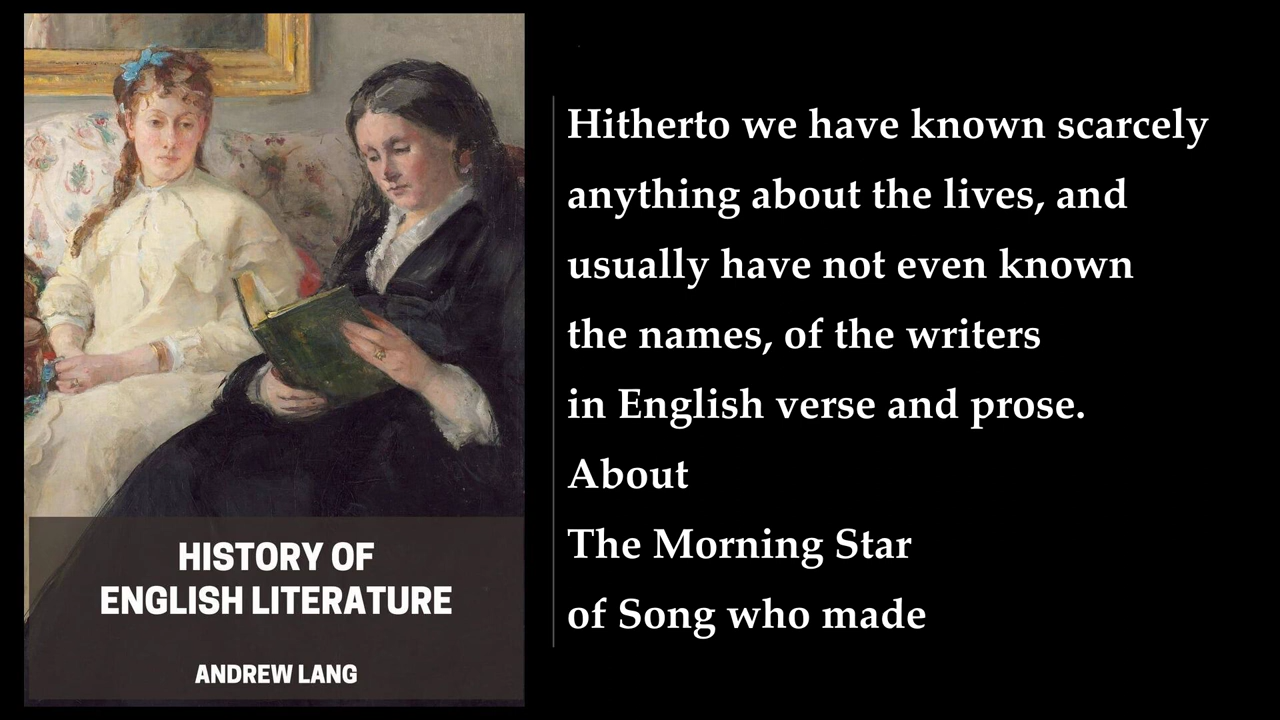 HISTORY OF
ENGLISH LITERATURE
ANDREW LANG
Hitherto we have known scarcely
anything about the lives, and
usually have not even known
the names, of the writers
in English verse and prose.
About
The Morning Star
of Song who made